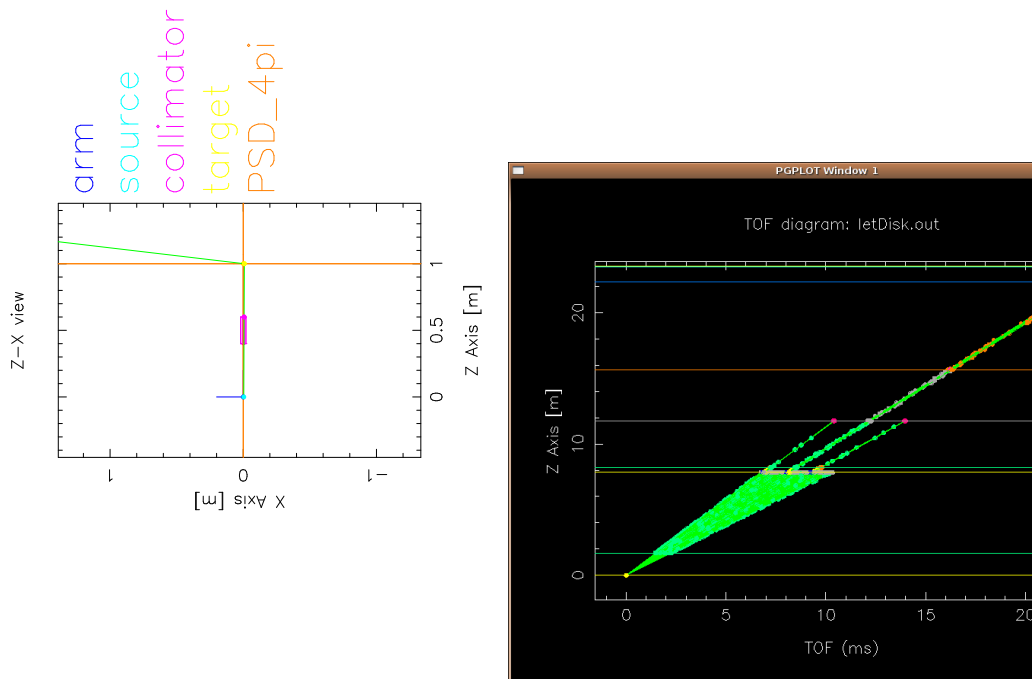 arm
source
collimator
target
PSD_4pi
Z-X view
1
0
1-
X Axis [m]
0
0.5
1
Z Axis [m]
PGPLOT Window 1
TOF diagram: letDisk.out
20
10
0
Z Axis [m]
0 5 10 15 20
TOF (ms)